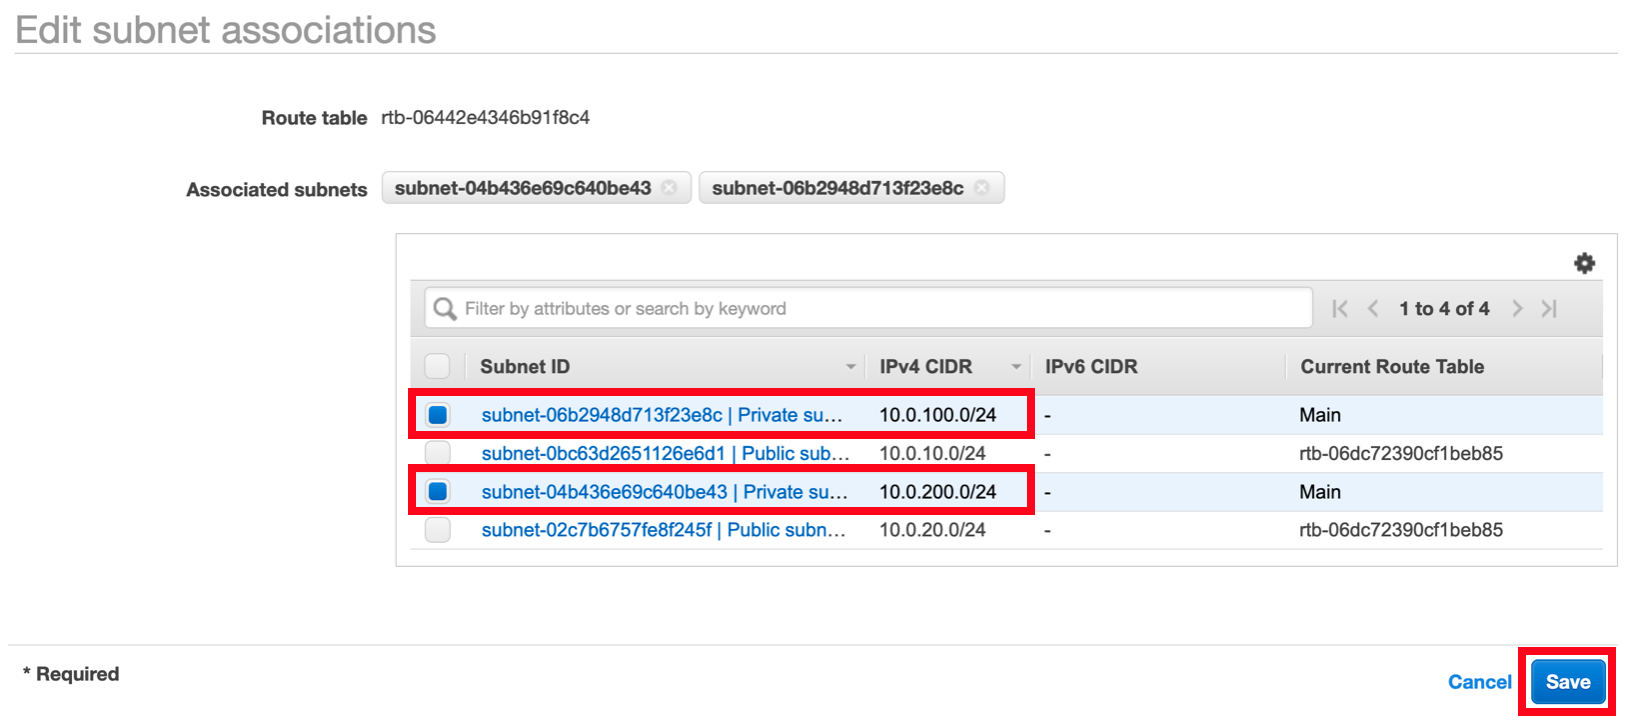 Edit subnet associations
Route table rtb-06442e4346b91f8c4
Associated subnets subnet-04b436e69c640be43 subnet-06b2948d713f23e8c
Filter by attributes or search by keyword 1 to 4 of 4
Subnet ID IPv4 CIDR IPv6 CIDR Current Route Table
subnet-06b2948d713f23e8c | Private su... 10.0.100.0/24 - Main
subnet-0bc63d2651126e6d1 | Public sub... 10.0.10.0/24 - rtb-06dc72390cf1beb85
subnet-04b436e69c640be43 | Private su... 10.0.200.0/24 - Main
subnet-02c7b6757fe8f245f | Public subn... 10.0.20.0/24 - rtb-06dc72390cf1beb85
* Required
Cancel Save